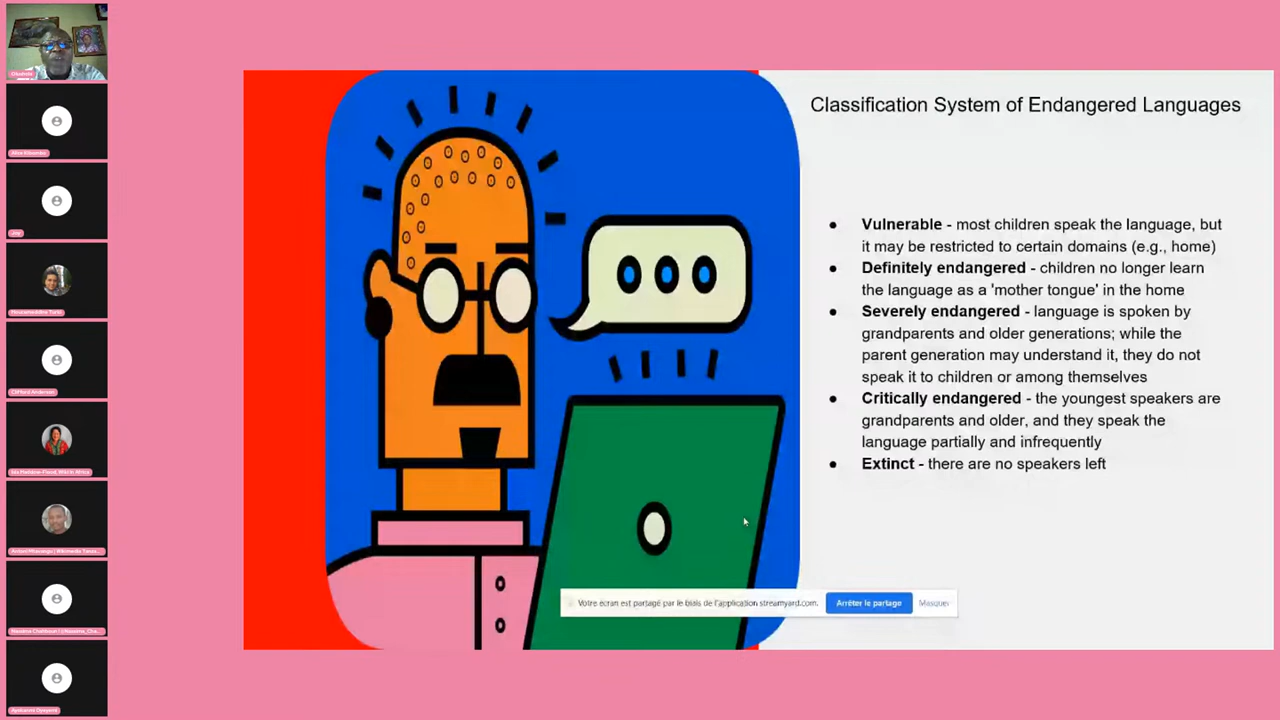 Classification System of Endangered Languages
● Vulnerable - most children speak the language, but
it may be restricted to certain domains (e.g., home)
● Definitely endangered - children no longer learn
the language as a 'mother tongue' in the home
● Severely endangered - language is spoken by
grandparents and older generations; while the
parent generation may understand it, they do not
speak it to children or among themselves
● Critically endangered - the youngest speakers are
grandparents and older, and they speak the
language partially and infrequently
● Extinct - there are no speakers left
Votre écran est partagé par le biais de l'application streamyard.com.
Arrêter le partage
Masquer
Joy
Clifford Anderson